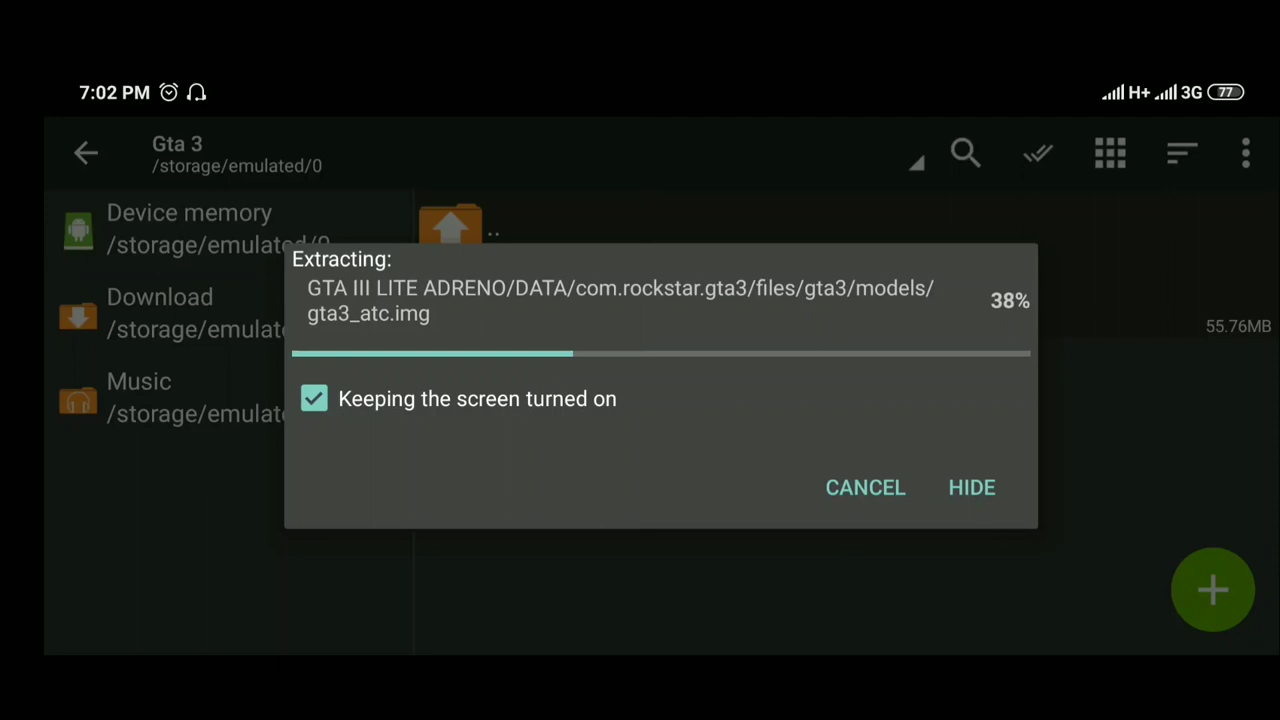 7:02 PM H+ 3G 77
Gta 3
/storage/emulated/0
Device memory
/storage/emulated/0
..
Download
/storage/emulat
Music
/storage/emulat
55.76MB
Extracting:
GTA III LITE ADRENO/DATA/com.rockstar.gta3/files/gta3/models/
gta3_atc.img
38%
Keeping the screen turned on
CANCEL HIDE